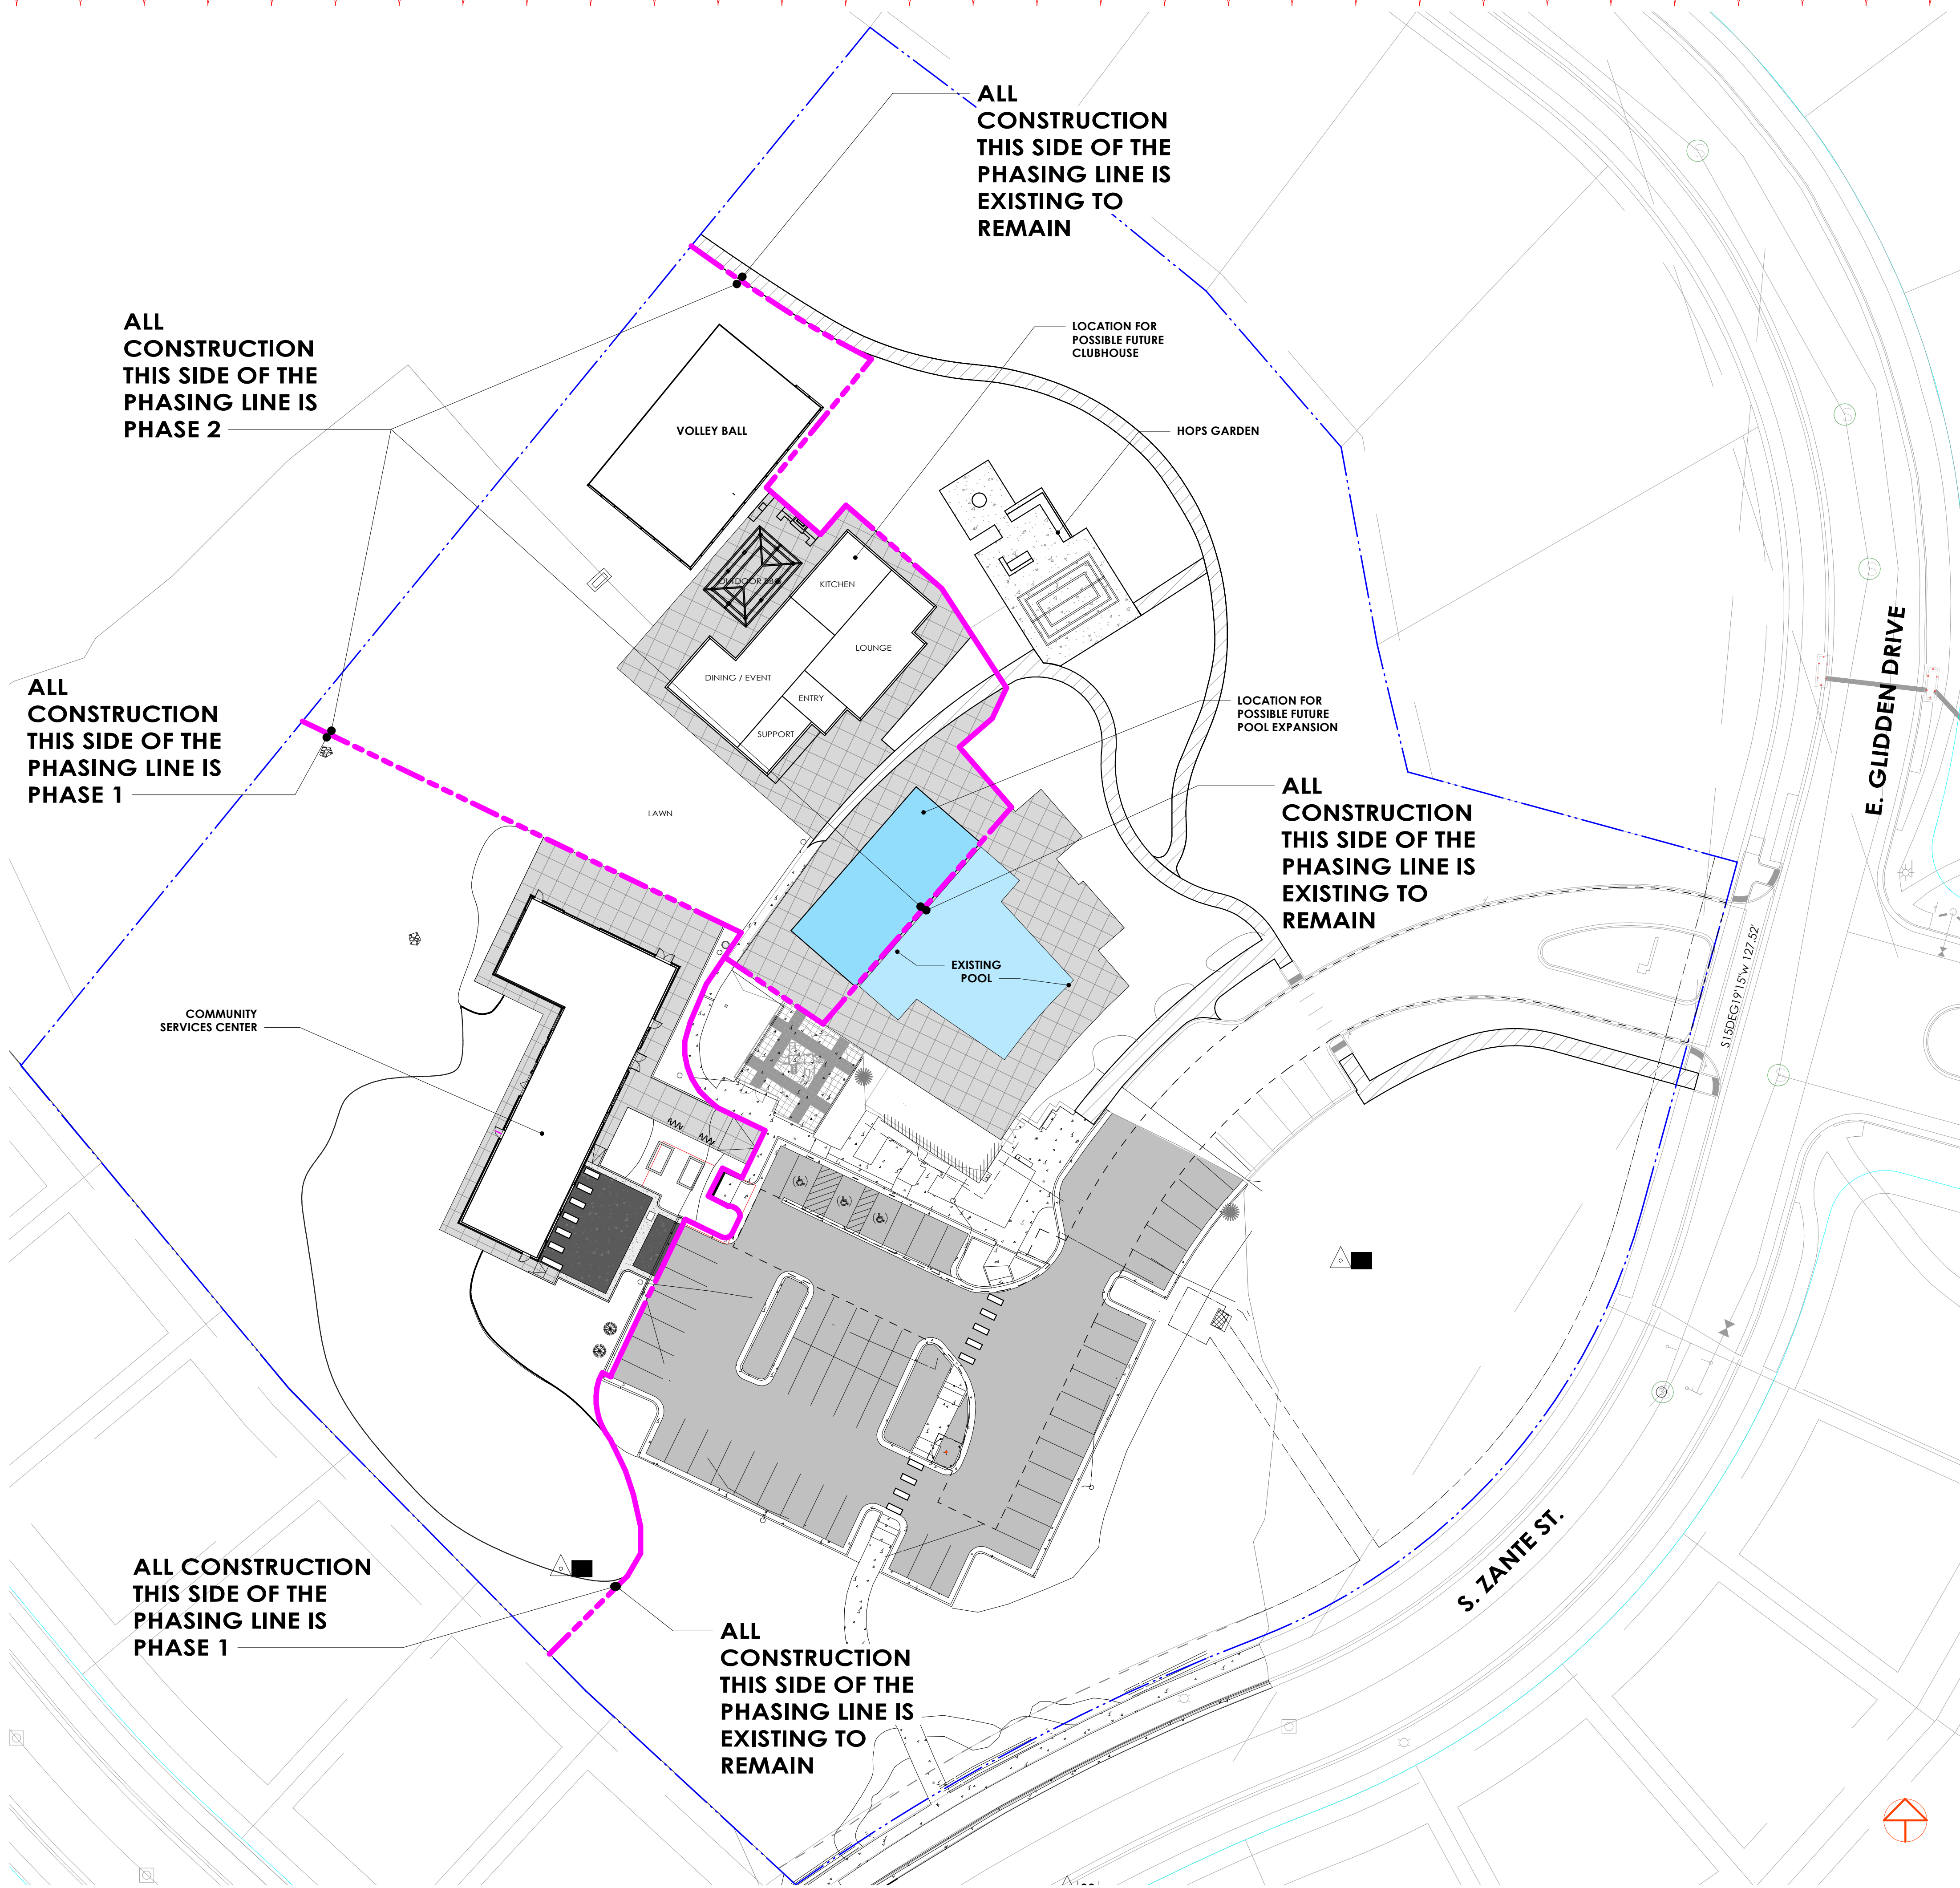 ALL
CONSTRUCTION
THIS SIDE OF THE
PHASING LINE IS
EXISTING TO
REMAIN
ALL
CONSTRUCTION
THIS SIDE OF THE
PHASING LINE IS
PHASE 2
LOCATION FOR
POSSIBLE FUTURE
CLUBHOUSE
VOLLEY BALL
HOPS GARDEN
OUTDOOR BBQ
KITCHEN
LOUNGE
DINING / EVENT
ENTRY
SUPPORT
ALL
CONSTRUCTION
THIS SIDE OF THE
PHASING LINE IS
PHASE 1
LOCATION FOR
POSSIBLE FUTURE
POOL EXPANSION
E. GLIDDEN DRIVE
LAWN
ALL
CONSTRUCTION
THIS SIDE OF THE
PHASING LINE IS
EXISTING TO
REMAIN
EXISTING
POOL
S15DEG19'15"W 127.52'
COMMUNITY
SERVICES CENTER
S. ZANTE ST.
ALL CONSTRUCTION
THIS SIDE OF THE
PHASING LINE IS
PHASE 1
ALL
CONSTRUCTION
THIS SIDE OF THE
PHASING LINE IS
EXISTING TO
REMAIN